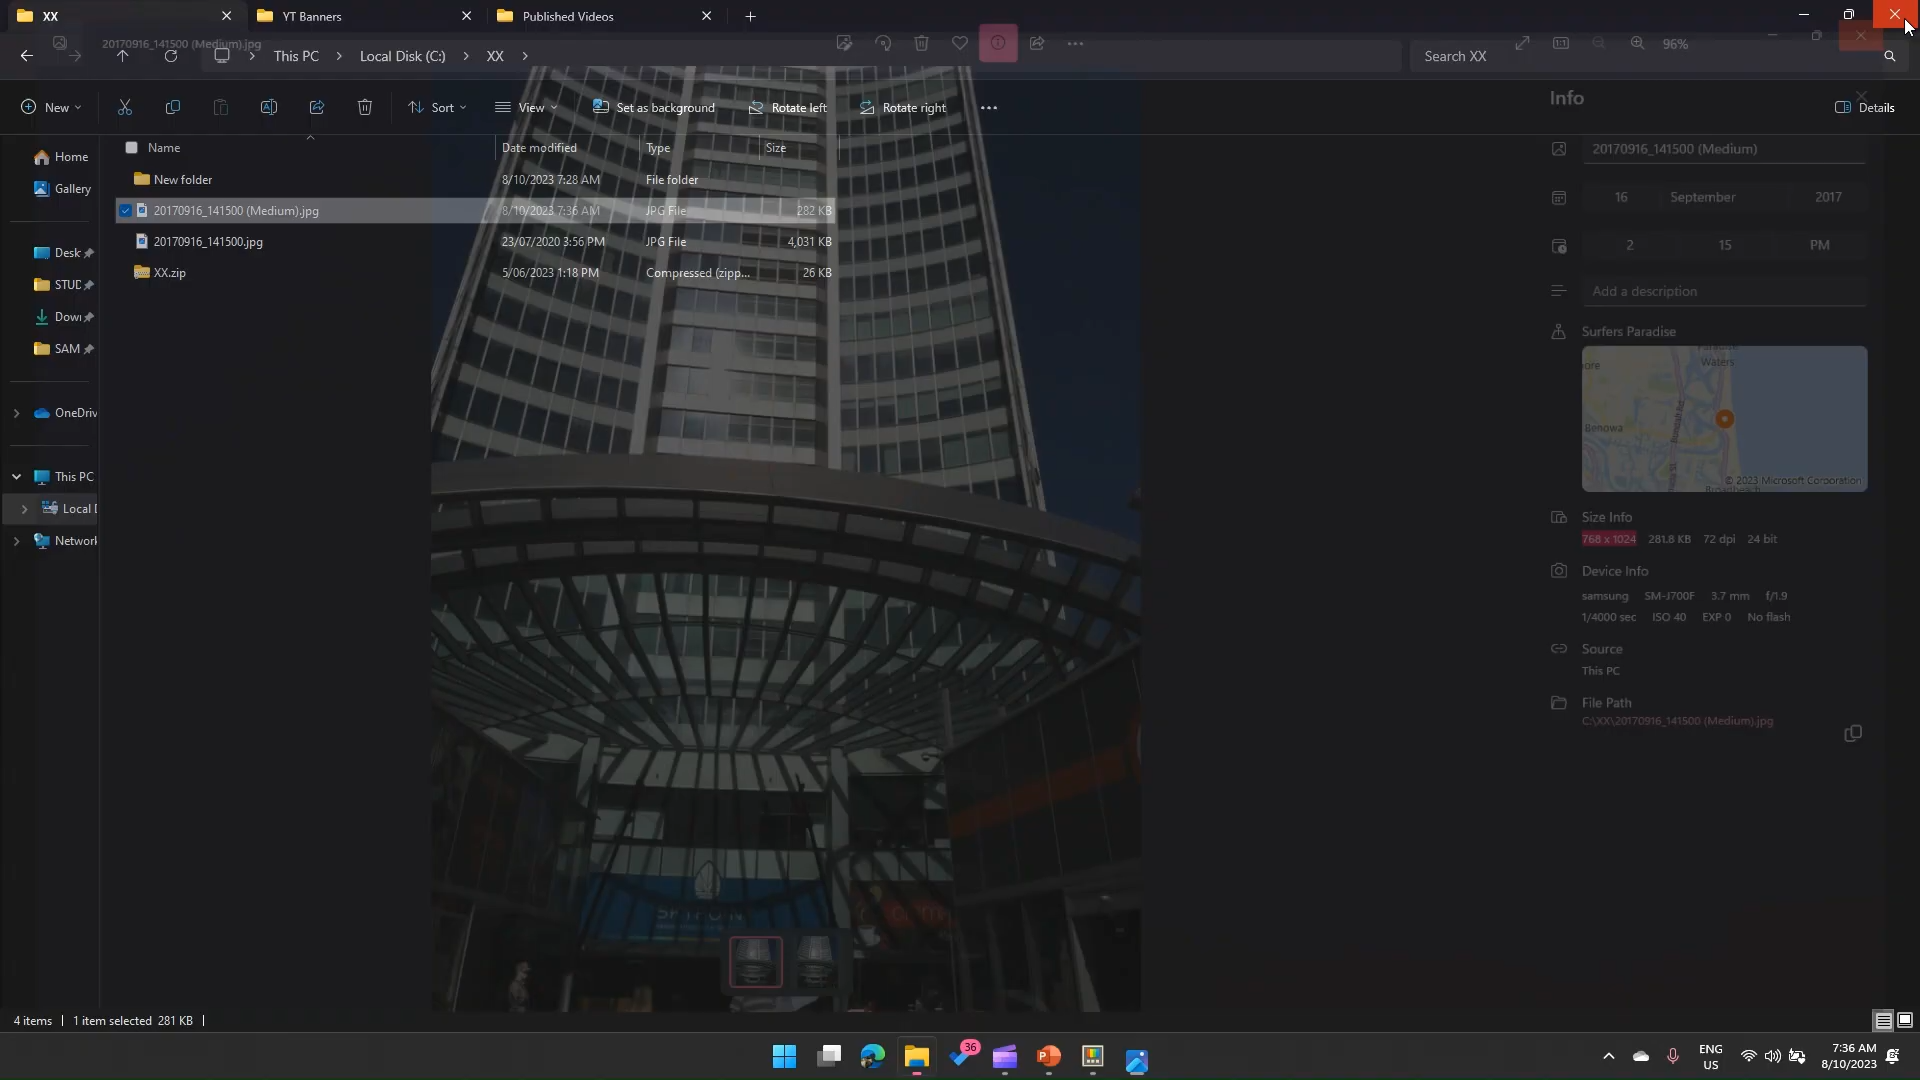 XX
YT Banners
Published Videos
20170916_141500 (Medium).jpg
96%
This PC
Local Disk (C:)
XX
Search XX
New
Sort
View
Set as background
Rotate left
Rotate right
Details
Info
Name
Date modified
Type
Size
New folder
8/10/2023 7:28 AM
File folder
20170916_141500 (Medium).jpg
8/10/2023 7:36 AM
JPG File
282 KB
20170916_141500.jpg
23/07/2020 3:56 PM
JPG File
4,031 KB
XX.zip
5/06/2023 1:18 PM
Compressed (zipp...
26 KB
Home
Gallery
Desk
STUD
Down
SAM
OneDriv
This PC
Local D
Network
20170916_141500 (Medium)
16
September
2017
2
15
PM
Add a description
Surfers Paradise
Paradise
Waters
ore
Benowa
Broadbeach
© 2023 Microsoft Corporation
Size Info
768 x 1024
281.8 KB
72 dpi
24 bit
Device Info
samsung
SM-J700F
3.7 mm
f/1.9
1/4000 sec
ISO 40
EXP 0
No flash
Source
This PC
File Path
C:\XX\20170916_141500 (Medium).jpg
SKYPOINT
4 items
1 item selected
281 KB
36
ENG
US
7:36 AM
8/10/2023